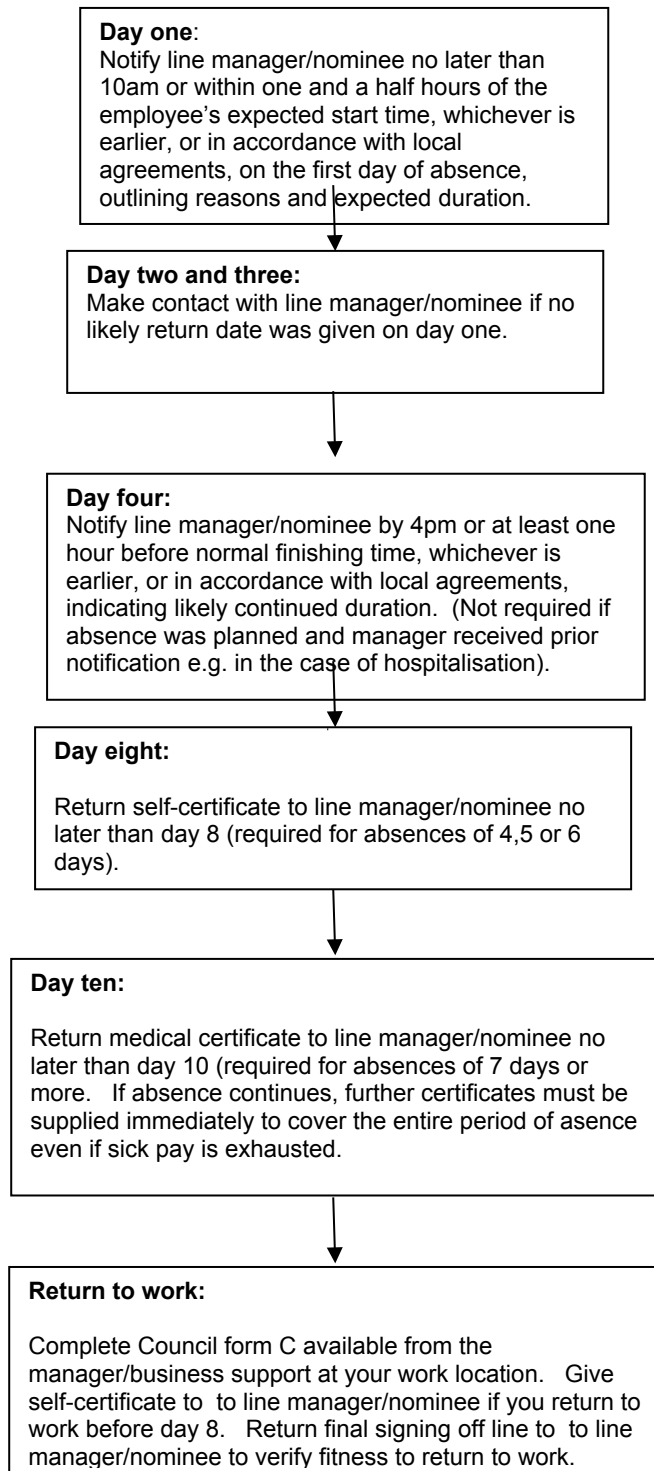 Day one:
Notify line manager/nominee no later than
10am or within one and a half hours of the
employee’s expected start time, whichever is
earlier, or in accordance with local
agreements, on the first day of absence,
outlining reasons and expected duration.
Day two and three:
Make contact with line manager/nominee if no
likely return date was given on day one.
Day four:
Notify line manager/nominee by 4pm or at least one
hour before normal finishing time, whichever is
earlier, or in accordance with local agreements,
indicating likely continued duration. (Not required if
absence was planned and manager received prior
notification e.g. in the case of hospitalisation).
Day eight:
Return self-certificate to line manager/nominee no
later than day 8 (required for absences of 4,5 or 6
days).
Day ten:
Return medical certificate to line manager/nominee no
later than day 10 (required for absences of 7 days or
more. If absence continues, further certificates must be
supplied immediately to cover the entire period of asence
even if sick pay is exhausted.
Return to work:
Complete Council form C available from the
manager/business support at your work location. Give
self-certificate to to line manager/nominee if you return to
work before day 8. Return final signing off line to to line
manager/nominee to verify fitness to return to work.